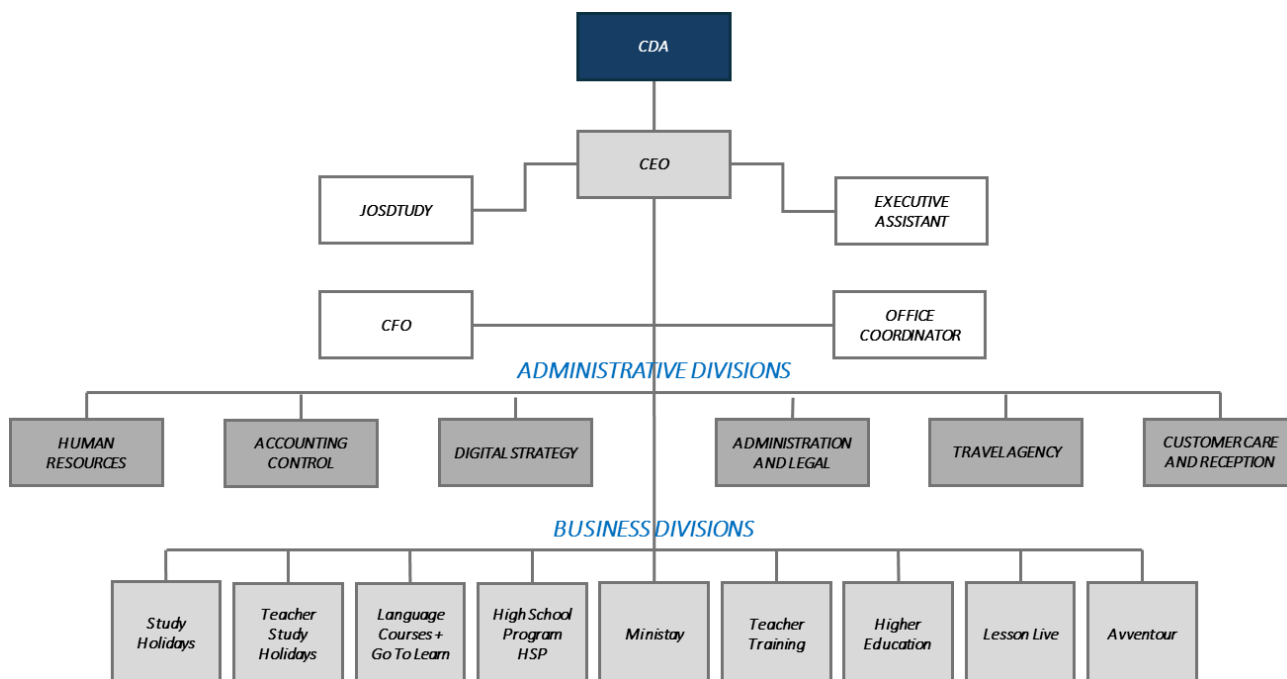 CDA
CEO
JOSDTUDY
EXECUTIVE
ASSISTANT
CFO
OFFICE
COORDINATOR
ADMINISTRATIVE DIVISIONS
HUMAN
RESOURCES
ACCOUNTING
CONTROL
DIGITAL STRATEGY
ADMINISTRATION
AND LEGAL
TRAVEL AGENCY
CUSTOMER CARE
AND RECEPTION
BUSINESS DIVISIONS
Study
Holidays
Teacher
Study
Holidays
Language
Courses +
Go To Learn
High School
Program
HSP
Ministay
Teacher
Training
Higher
Education
Lesson Live
Avventour